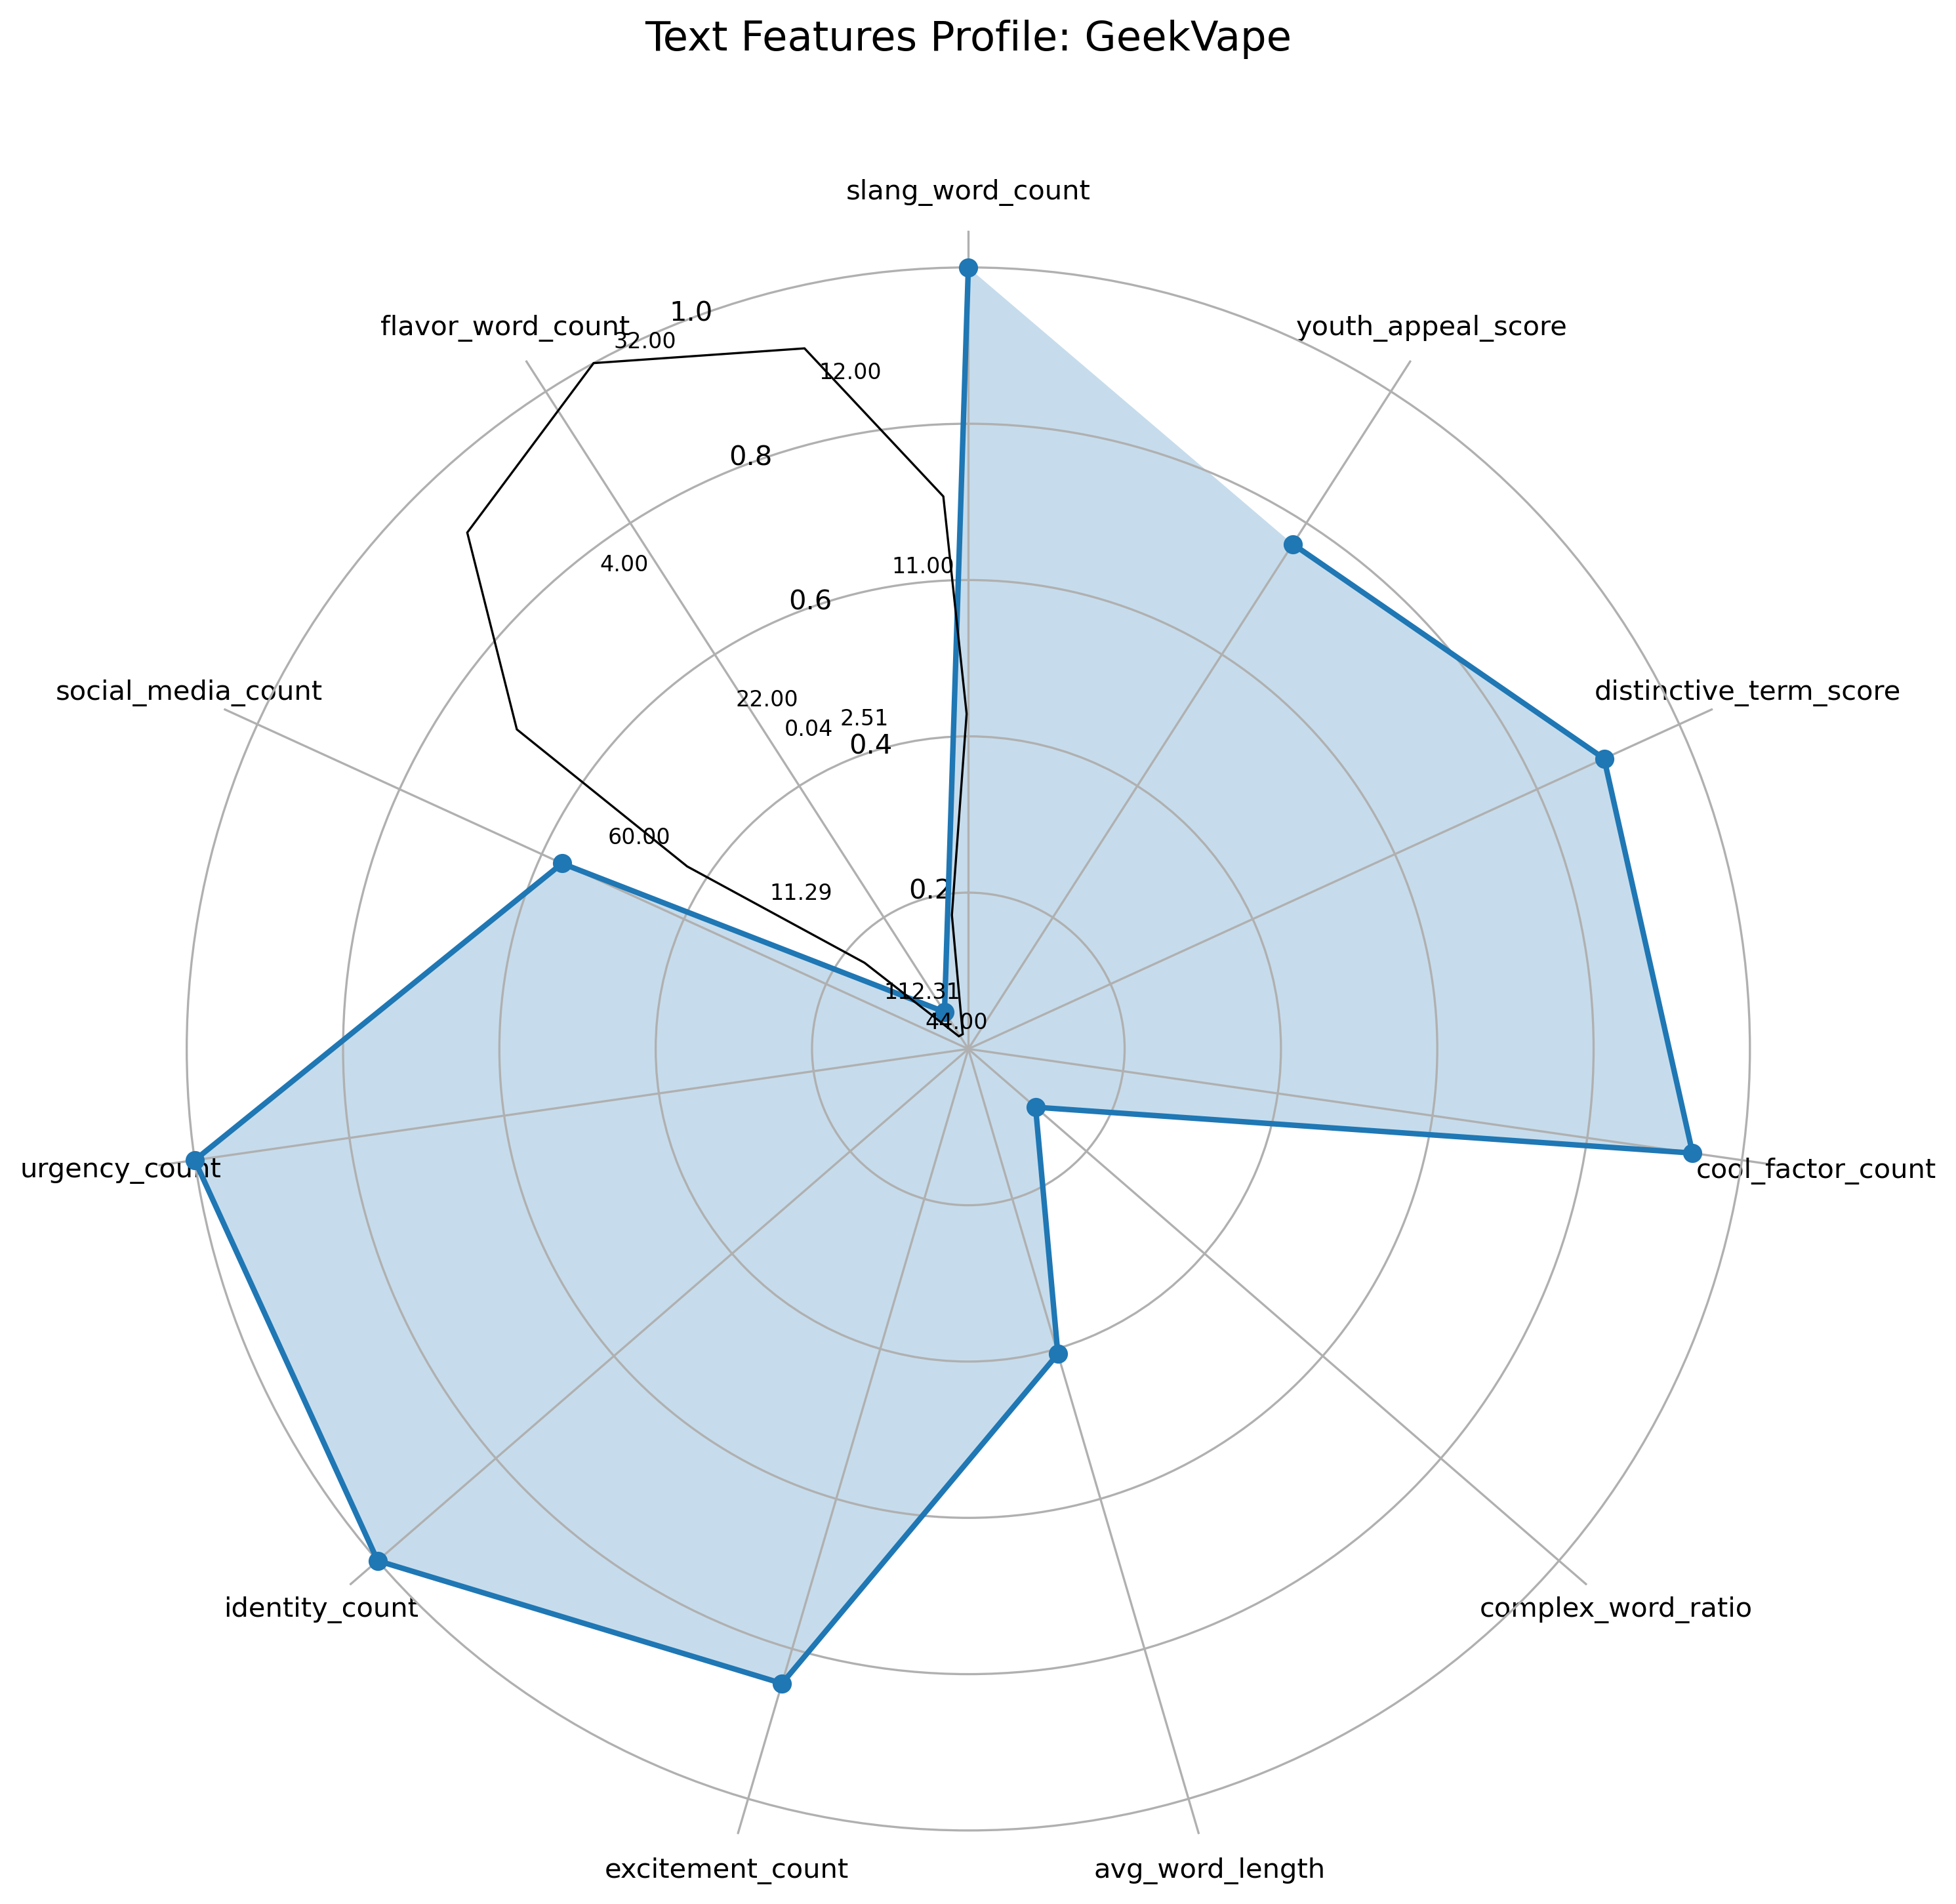 Text Features Profile: GeekVape
slang_word_count
1.0
flavor_word_count
youth_appeal_score
32.00
12.00
0.8
4.00
11.00
0.6
social_media_count
distinctive_term_score
22.00
2.51
0.04
0.4
60.00
0.2
11.29
112.31
44.00
urgency_count
cool_factor_count
identity_count
complex_word_ratio
excitement_count
avg_word_length